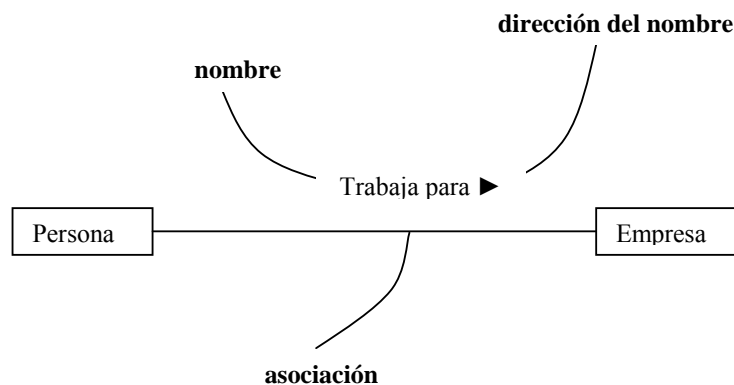 dirección del nombre
nombre
Trabaja para ►
Persona
Empresa
asociación